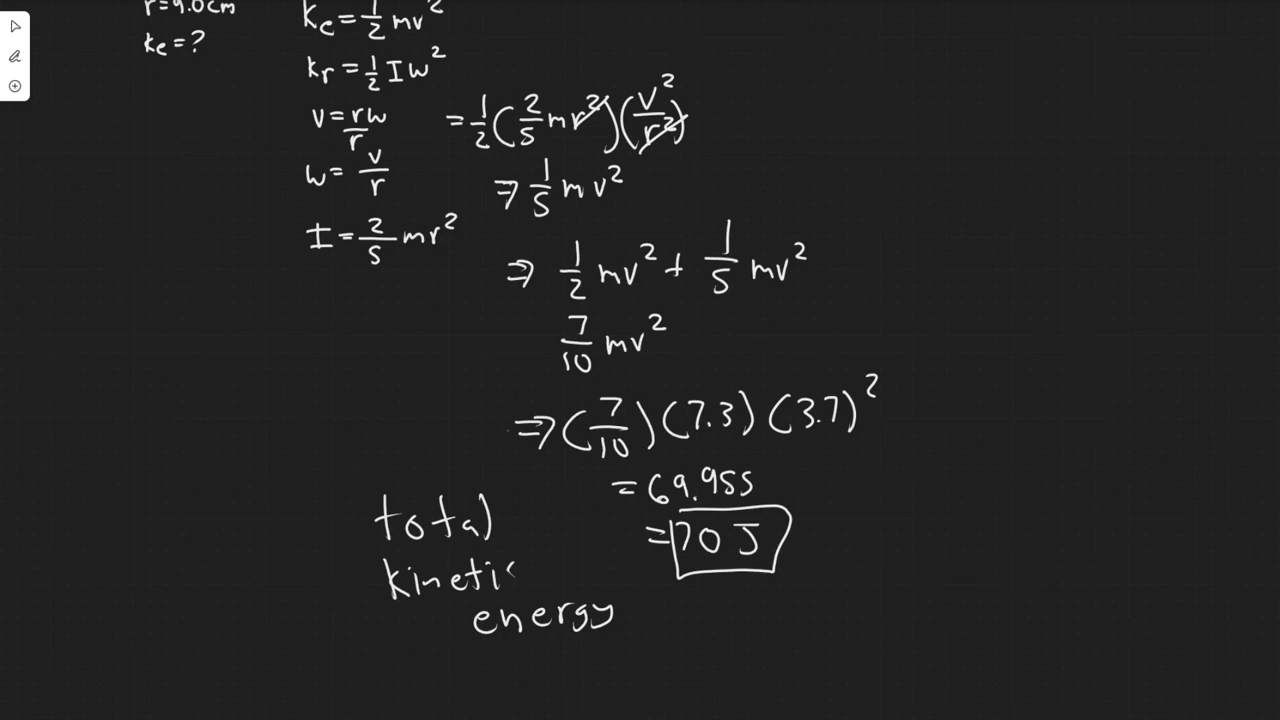 r=9.0cm
ke=?
ke=1/2 mv²
kr=1/2 Iw²
v=rw/r
w=v/r
I=2/5 mr²
=1/2(2/5 mr²)(v²/r²)
⇒ 1/5 mv²
⇒ 1/2 mv² + 1/5 mv²
7/10 mv²
⇒ (7/10)(7.3)(3.7)²
= 69.955
= 70 J
total
kinetic
energy